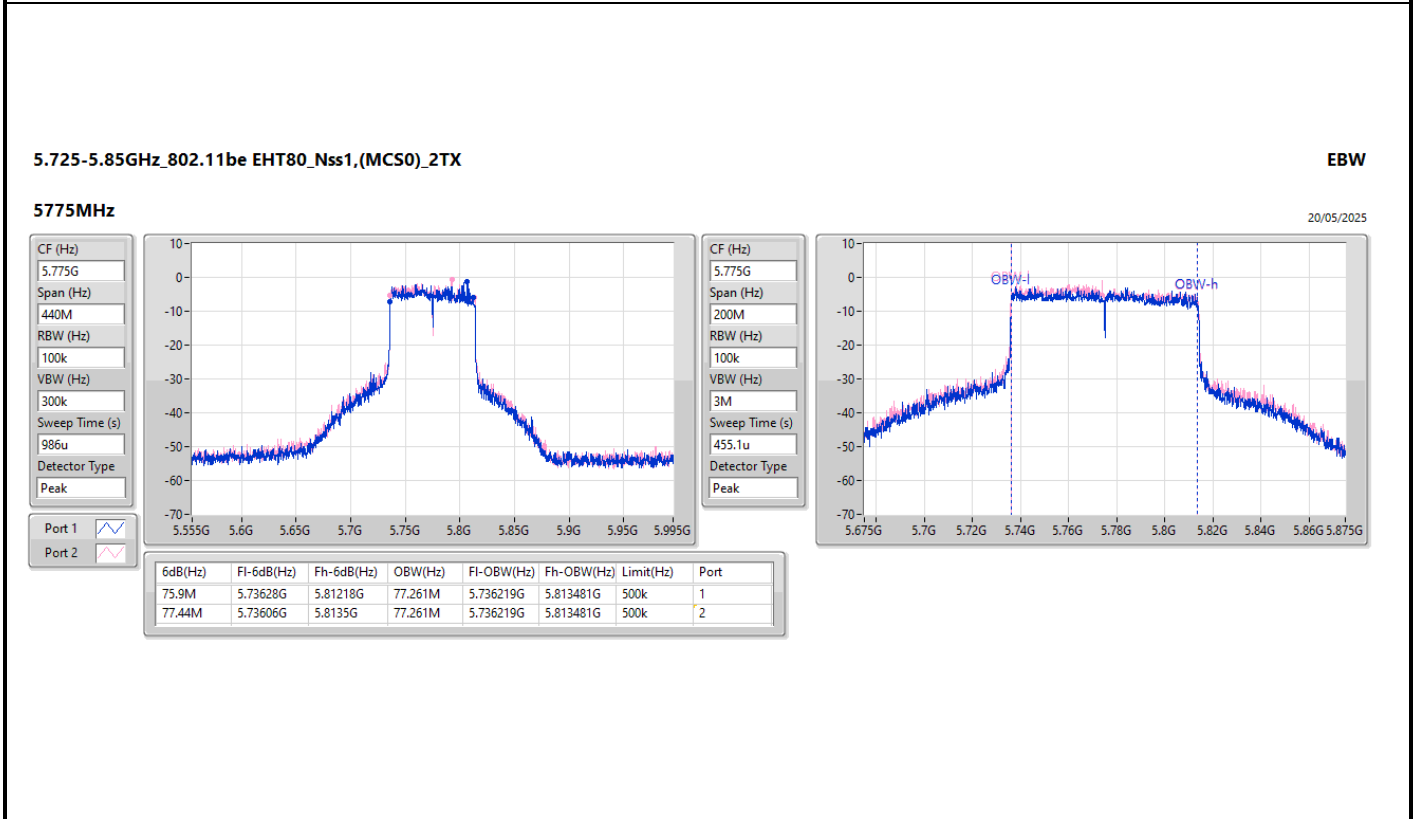 5.725-5.85GHz_802.11be EHT80_Nss1,(MCS0)_2TX
EBW
5775MHz
20/05/2025
CF (Hz)
5.775G
Span (Hz)
440M
RBW (Hz)
100k
VBW (Hz)
300k
Sweep Time (s)
986u
Detector Type
Peak
Port 1
Port 2
10
0
-10
-20
-30
-40
-50
-60
-70
5.555G 5.6G 5.65G 5.7G 5.75G 5.8G 5.85G 5.9G 5.95G 5.995G
CF (Hz)
5.775G
Span (Hz)
200M
RBW (Hz)
100k
VBW (Hz)
3M
Sweep Time (s)
455.1u
Detector Type
Peak
10
0
-10
-20
-30
-40
-50
-60
-70
OBW-l
OBW-h
5.675G 5.7G 5.72G 5.74G 5.76G 5.78G 5.8G 5.82G 5.84G 5.86G 5.875G
6dB(Hz) Fl-6dB(Hz) Fh-6dB(Hz) OBW(Hz) Fl-OBW(Hz) Fh-OBW(Hz) Limit(Hz) Port
75.9M 5.73628G 5.81218G 77.261M 5.736219G 5.813481G 500k 1
77.44M 5.73606G 5.8135G 77.261M 5.736219G 5.813481G 500k 2